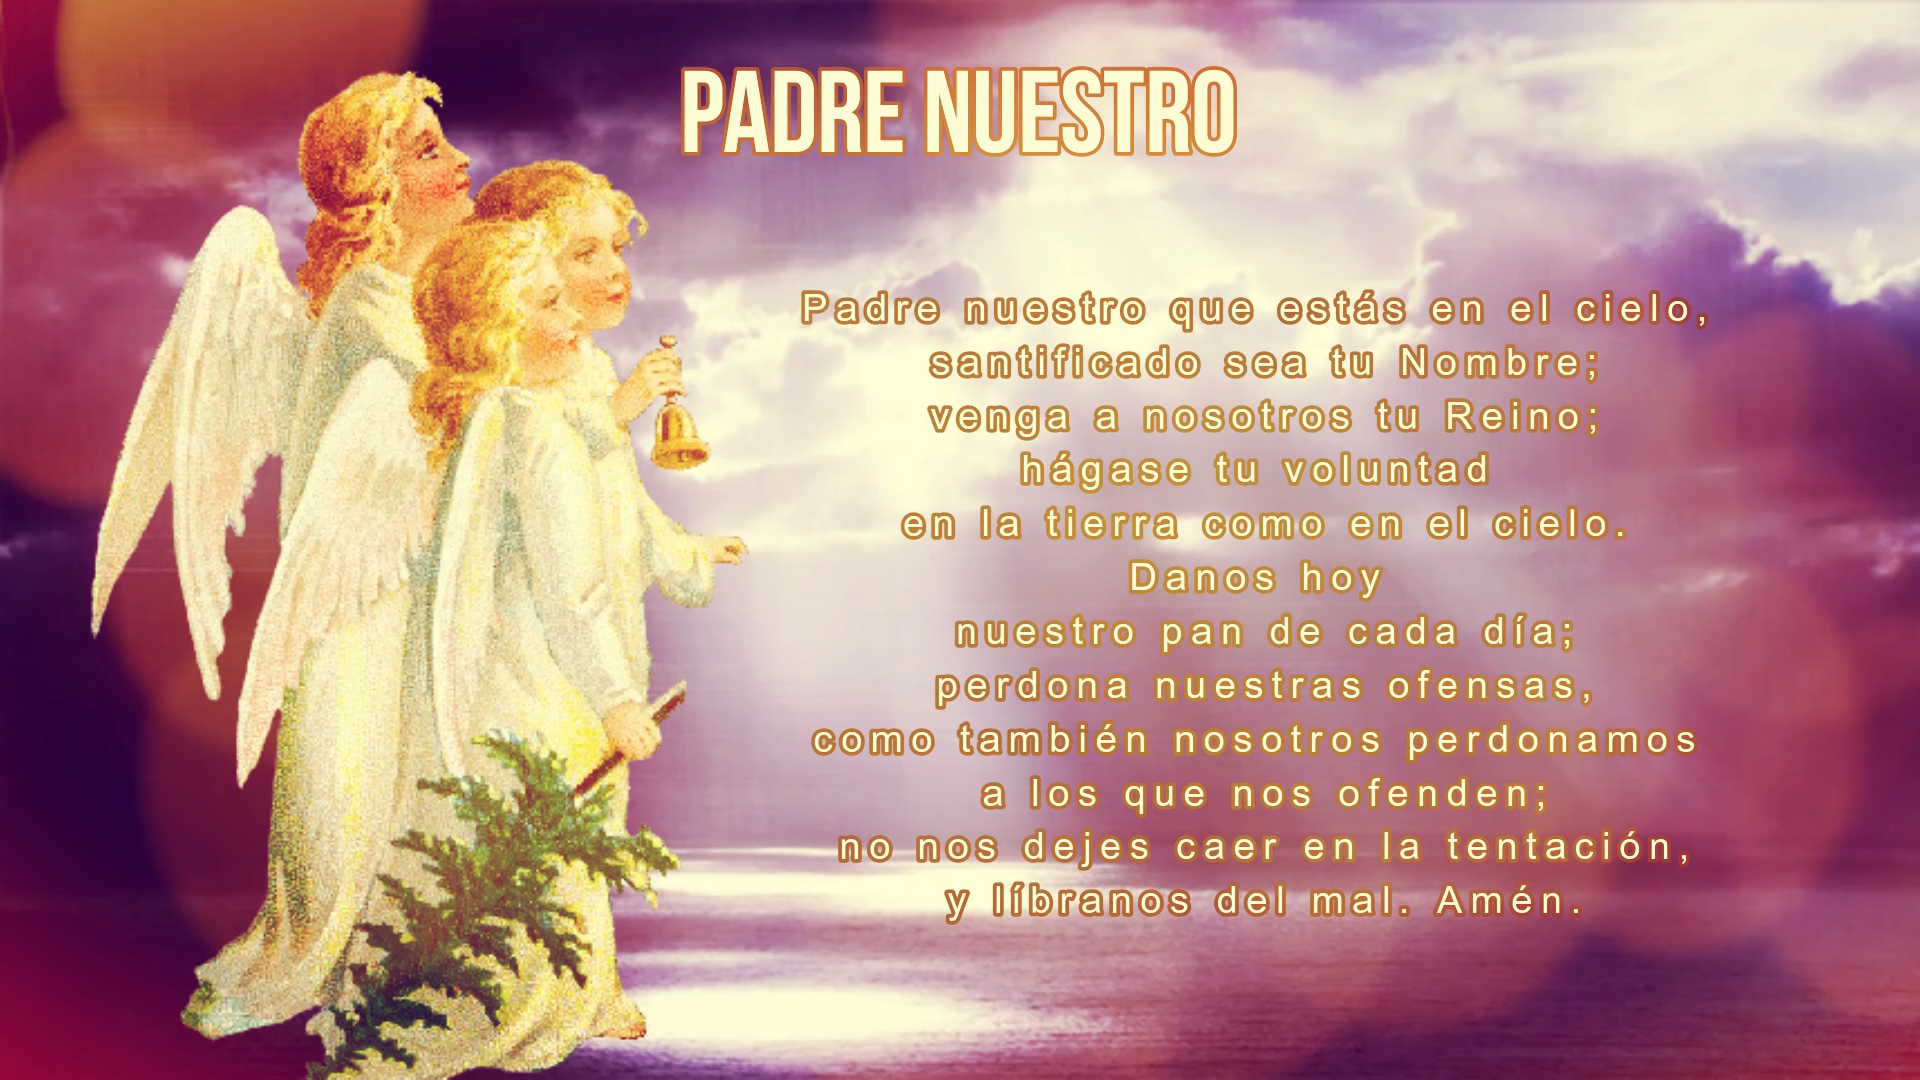 PADRE NUESTRO
Padre nuestro que estás en el cielo,
santificado sea tu Nombre;
venga a nosotros tu Reino;
hágase tu voluntad
en la tierra como en el cielo.
Danos hoy
nuestro pan de cada día;
perdona nuestras ofensas,
como también nosotros perdonamos
a los que nos ofenden;
no nos dejes caer en la tentación,
y líbranos del mal. Amén.